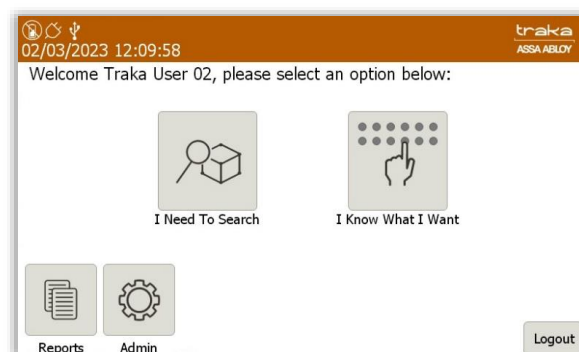 traka
02/03/2023 12:09:58
ASSA ABLOY
Welcome Traka User 02, please select an option below:
I Need To Search
I Know What I Want
Reports
Admin
Logout